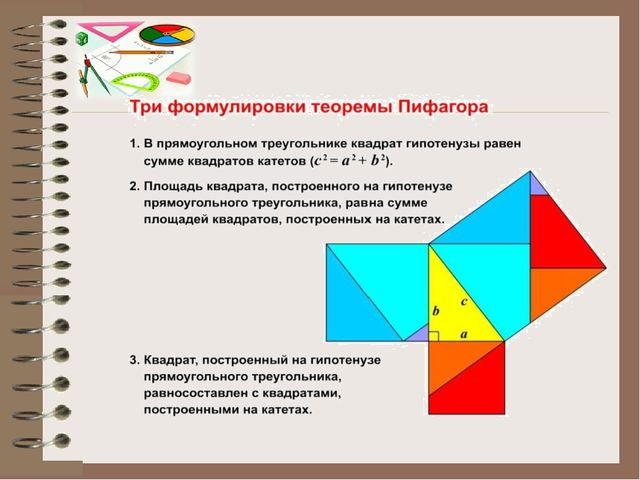 Три формулировки теоремы Пифагора
1. В прямоугольном треугольнике квадрат гипотенузы равен
сумме квадратов катетов (c² = a² + b²).
2. Площадь квадрата, построенного на гипотенузе
прямоугольного треугольника, равна сумме
площадей квадратов, построенных на катетах.
c
b
a
3. Квадрат, построенный на гипотенузе
прямоугольного треугольника,
равносоставлен с квадратами,
построенными на катетах.